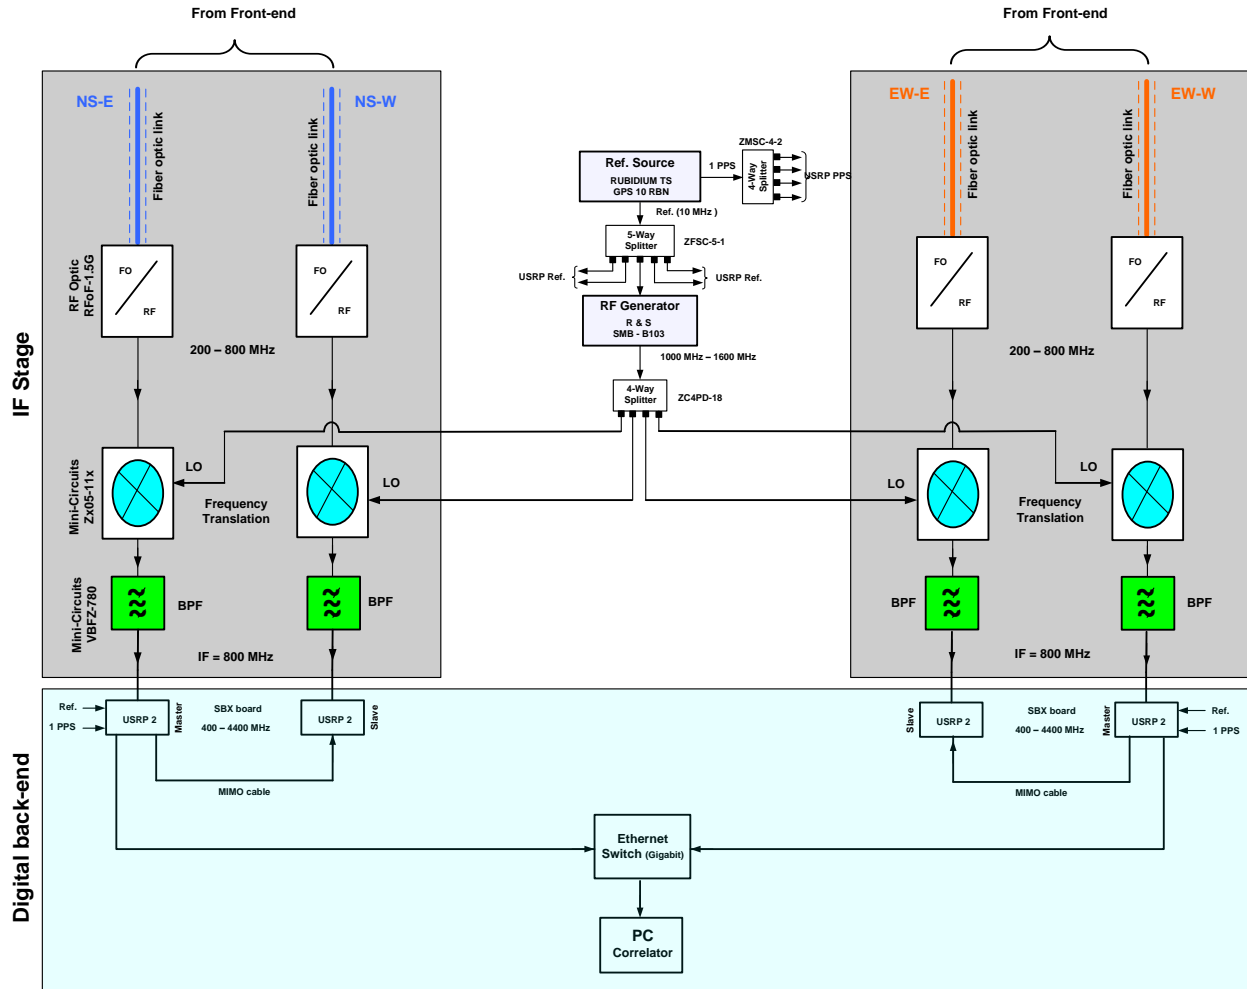 From Front-end
From Front-end
NS-E
NS-W
EW-E
EW-W
Fiber optic link
Fiber optic link
Fiber optic link
Fiber optic link
ZMSC-4-2
Ref. Source
RUBIDIUM TS
GPS 10 RBN
1 PPS
4-Way
Splitter
USRP PPS
Ref. (10 MHz )
5-Way
Splitter
ZFSC-5-1
USRP Ref.
USRP Ref.
RF Generator
R & S
SMB - B103
1000 MHz – 1600 MHz
4-Way
Splitter
ZC4PD-18
IF Stage
RF Optic
RFoF-1.5G
FO
RF
FO
RF
FO
RF
FO
RF
200 – 800 MHz
200 – 800 MHz
Mini-Circuits
Zx05-11x
LO
LO
LO
LO
Frequency
Translation
Frequency
Translation
Mini-Circuits
VBFZ-780
BPF
BPF
BPF
BPF
IF = 800 MHz
IF = 800 MHz
Digital back-end
Ref.
1 PPS
USRP 2
Master
SBX board
400 – 4400 MHz
USRP 2
Slave
MIMO cable
Slave
USRP 2
SBX board
400 – 4400 MHz
Master
USRP 2
Ref.
1 PPS
MIMO cable
Ethernet
Switch (Gigabit)
PC
Correlator